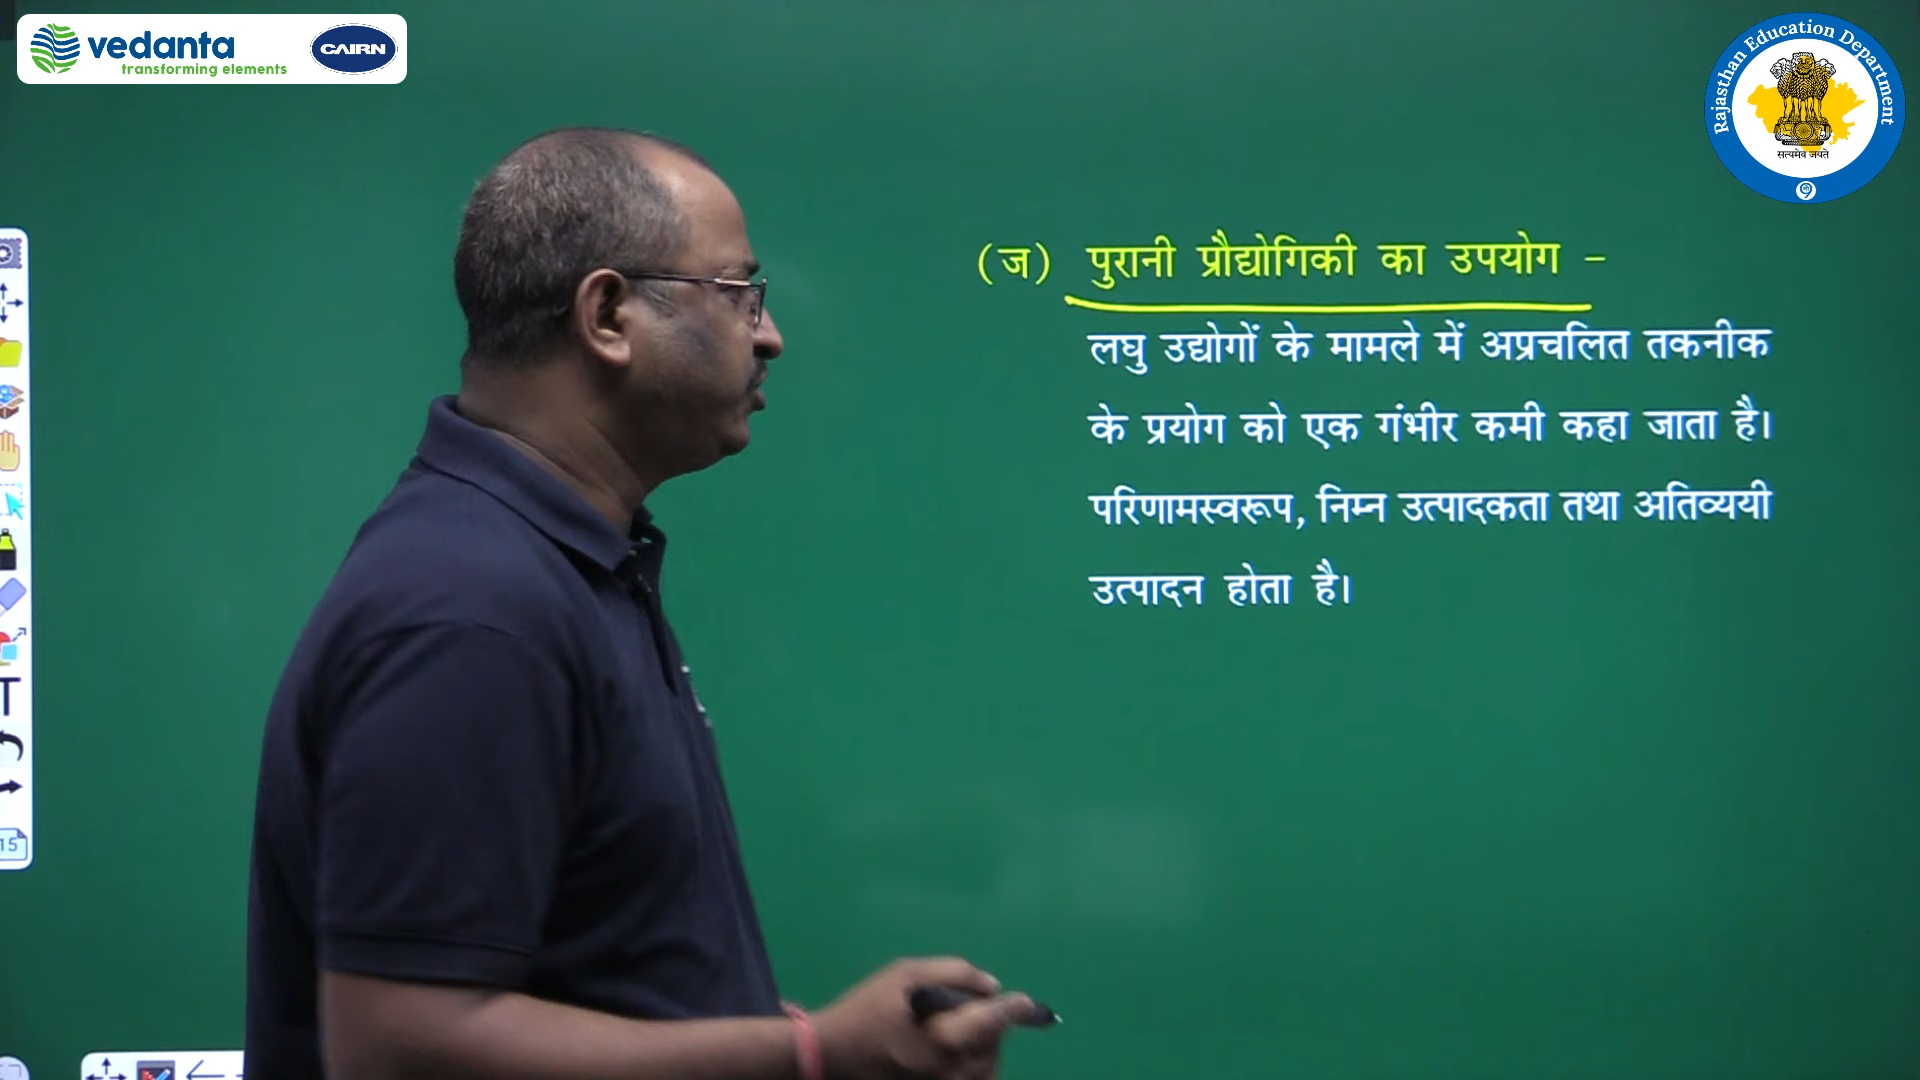 vedanta
transforming elements
CAIRN
Rajasthan Education Department
सत्यमेव जयते
(ज) पुरानी प्रौद्योगिकी का उपयोग –
लघु उद्योगों के मामले में अप्रचलित तकनीक
के प्रयोग को एक गंभीर कमी कहा जाता है।
परिणामस्वरूप, निम्न उत्पादकता तथा अतिव्ययी
उत्पादन होता है।
T
15